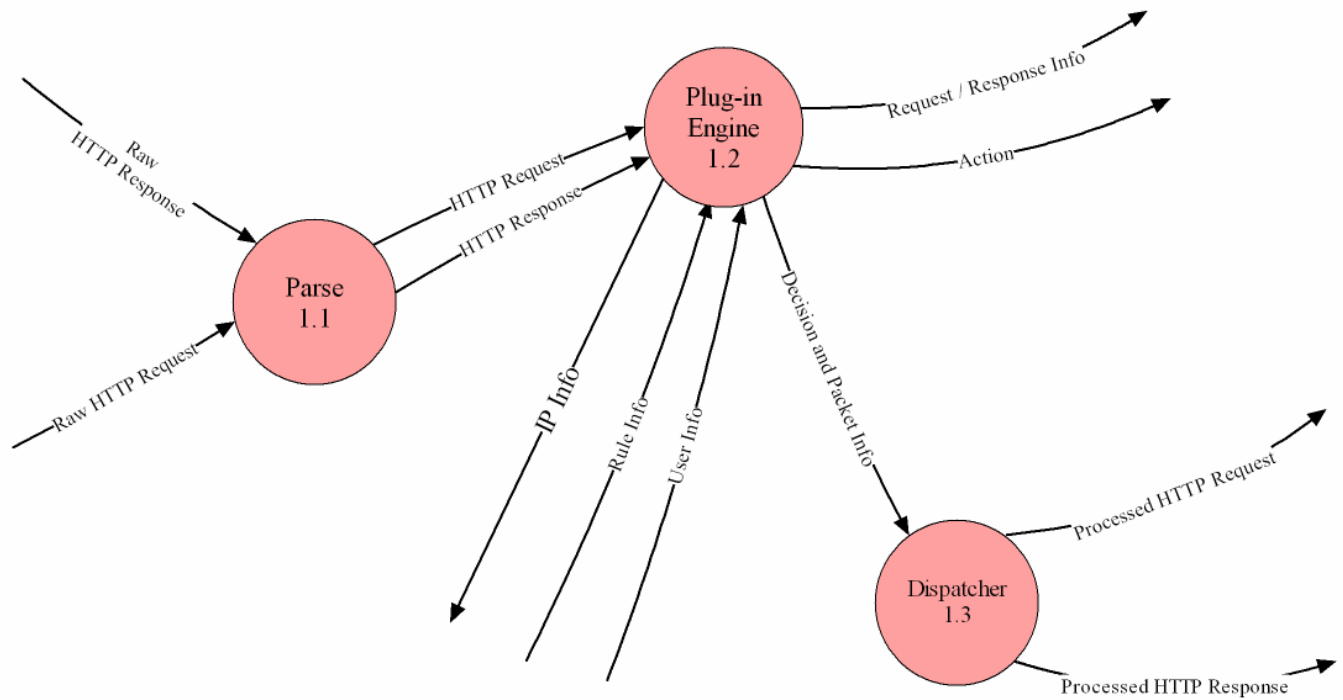 Raw
HTTP Response
Raw HTTP Request
Parse
1.1
HTTP Request
HTTP Response
Plug-in
Engine
1.2
Request / Response Info
Action
IP Info
Rule Info
User Info
Decision and Packet Info
Dispatcher
1.3
Processed HTTP Request
Processed HTTP Response